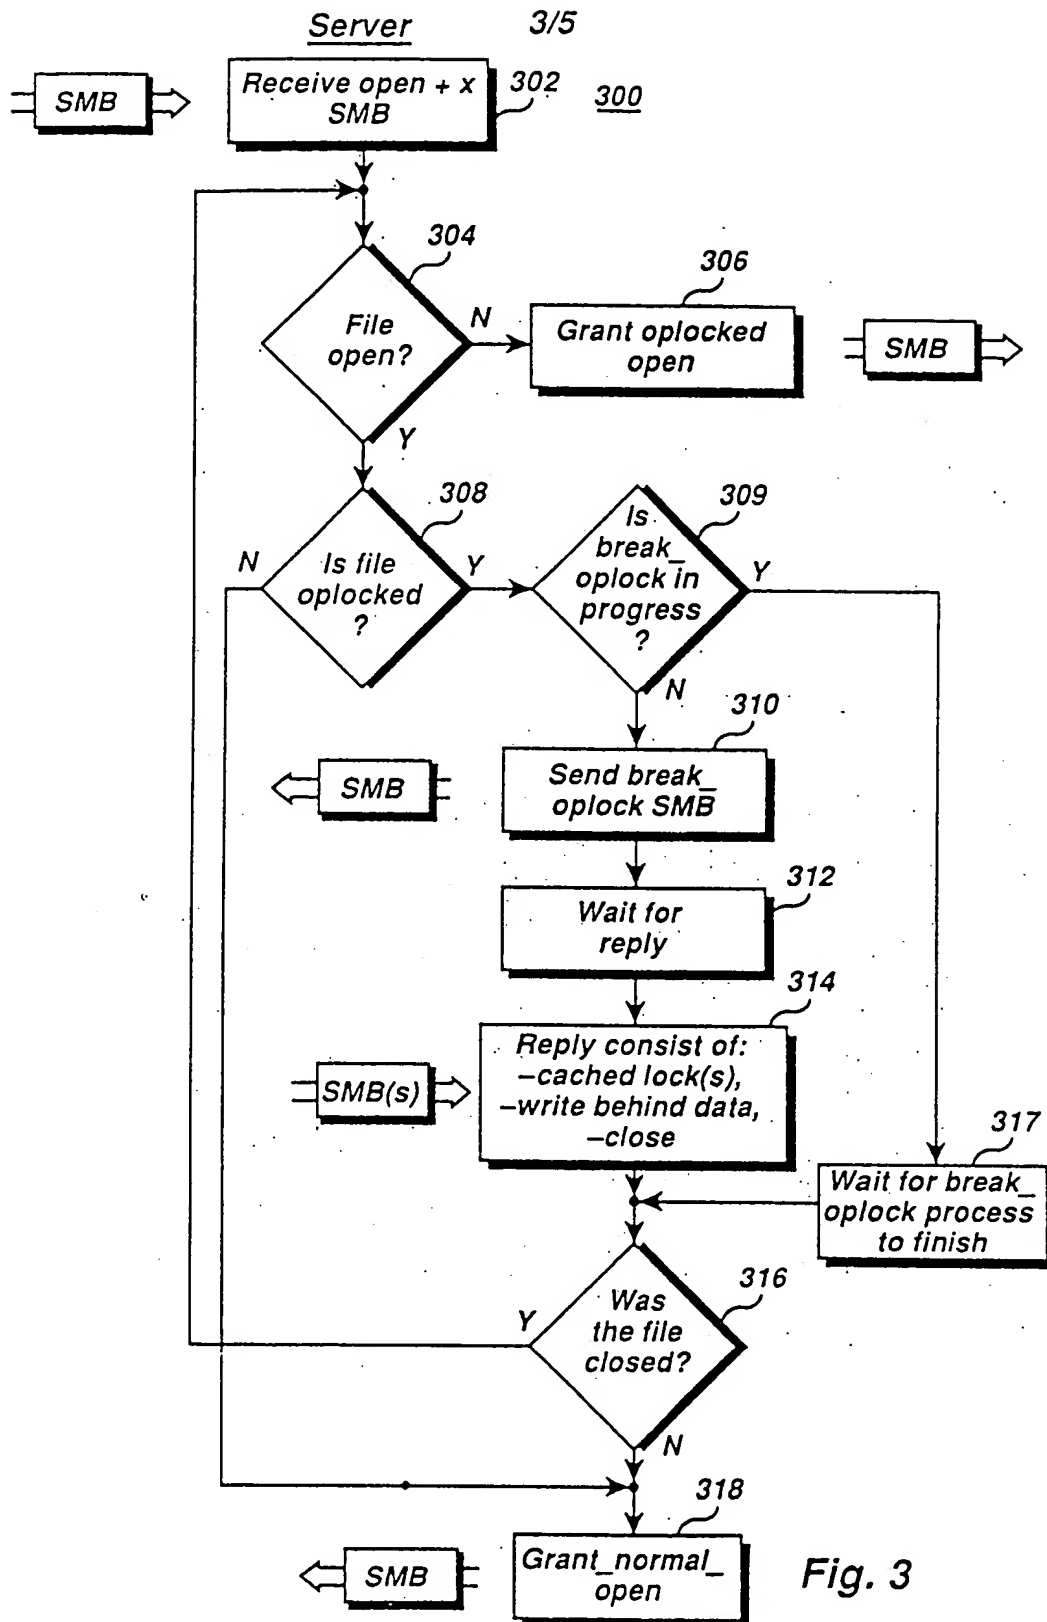 Server 3/5
SMB
Receive open + x
SMB
302
300
304
File
open?
N
Y
306
Grant oplocked
open
SMB
308
Is file
oplocked
?
N
Y
309
Is
break_
oplock in
progress
?
Y
N
310
Send break_
oplock SMB
SMB
312
Wait for
reply
314
Reply consist of:
–cached lock(s),
–write behind data,
–close
SMB(s)
317
Wait for break_
oplock process
to finish
316
Was
the file
closed?
Y
N
318
Grant_normal_
open
SMB
Fig. 3